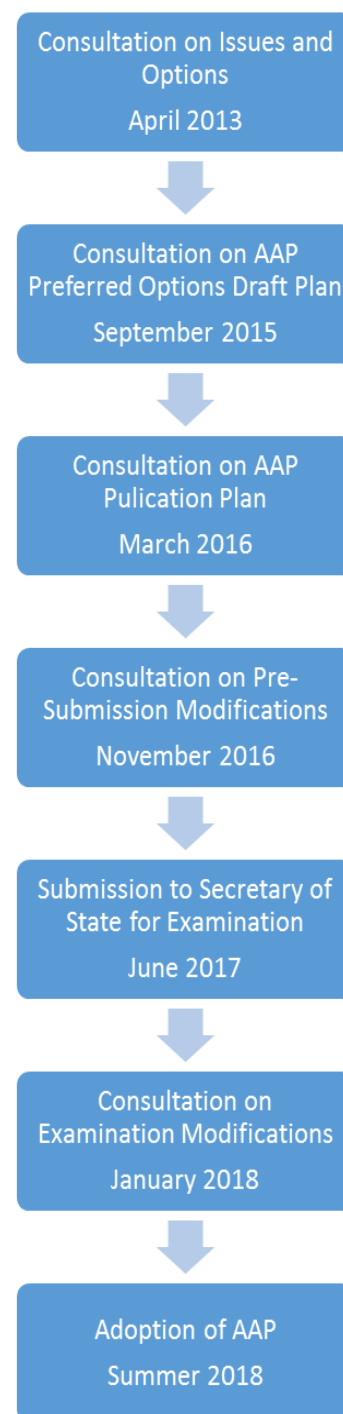 Consultation on Issues and
Options
April 2013
Consultation on AAP
Preferred Options Draft Plan
September 2015
Consultation on AAP
Pulication Plan
March 2016
Consultation on Pre-
Submission Modifications
November 2016
Submission to Secretary of
State for Examination
June 2017
Consultation on
Examination Modifications
January 2018
Adoption of AAP
Summer 2018